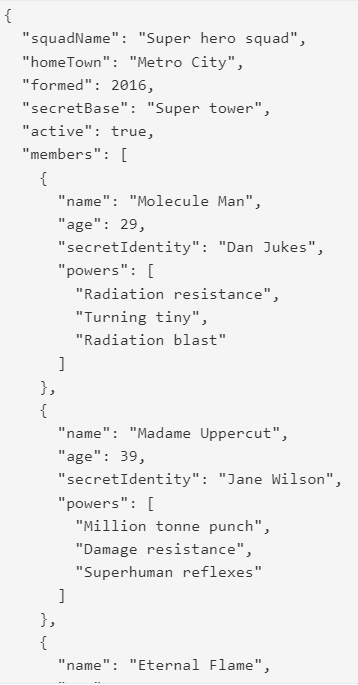 {
  "squadName": "Super hero squad",
  "homeTown": "Metro City",
  "formed": 2016,
  "secretBase": "Super tower",
  "active": true,
  "members": [
    {
      "name": "Molecule Man",
      "age": 29,
      "secretIdentity": "Dan Jukes",
      "powers": [
        "Radiation resistance",
        "Turning tiny",
        "Radiation blast"
      ]
    },
    {
      "name": "Madame Uppercut",
      "age": 39,
      "secretIdentity": "Jane Wilson",
      "powers": [
        "Million tonne punch",
        "Damage resistance",
        "Superhuman reflexes"
      ]
    },
    {
      "name": "Eternal Flame",